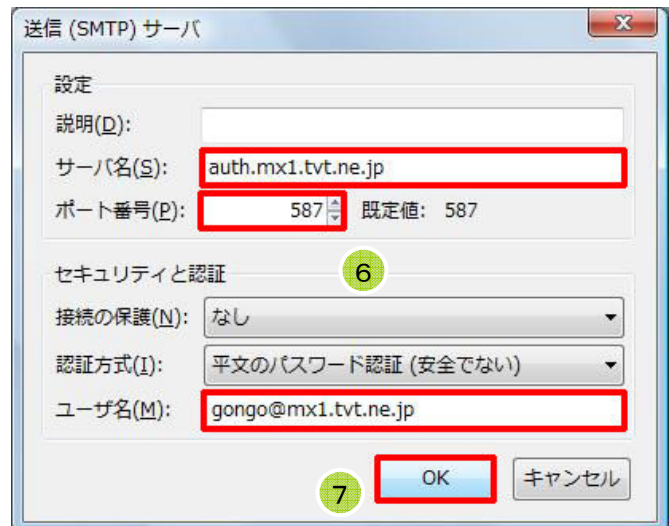 送信 (SMTP) サーバ
設定
説明(D):
サーバ名(S): auth.mx1.tvt.ne.jp
ポート番号(P): 587 既定値: 587
6
セキュリティと認証
接続の保護(N): なし
認証方式(I): 平文のパスワード認証 (安全でない)
ユーザ名(M): gongo@mx1.tvt.ne.jp
7 OK キャンセル